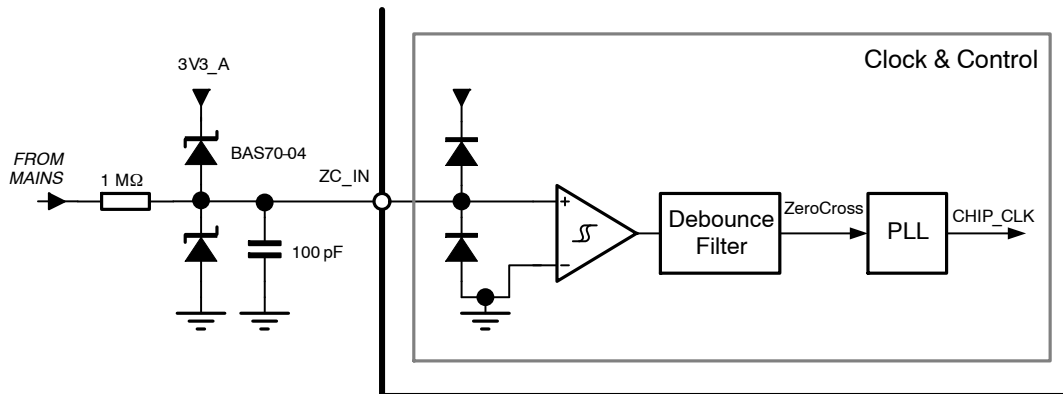 Clock & Control
3V3_A
BAS70-04
FROM
MAINS
1 MΩ
ZC_IN
100 pF
+
−
Debounce
Filter
ZeroCross
PLL
CHIP_CLK